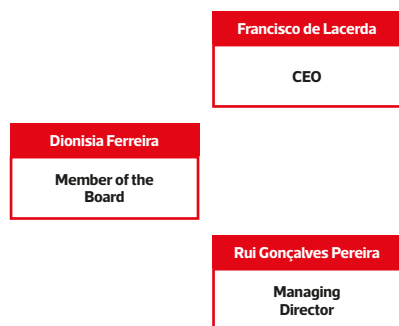 Francisco de Lacerda
CEO
Dionisia Ferreira
Member of the
Board
Rui Gonçalves Pereira
Managing
Director